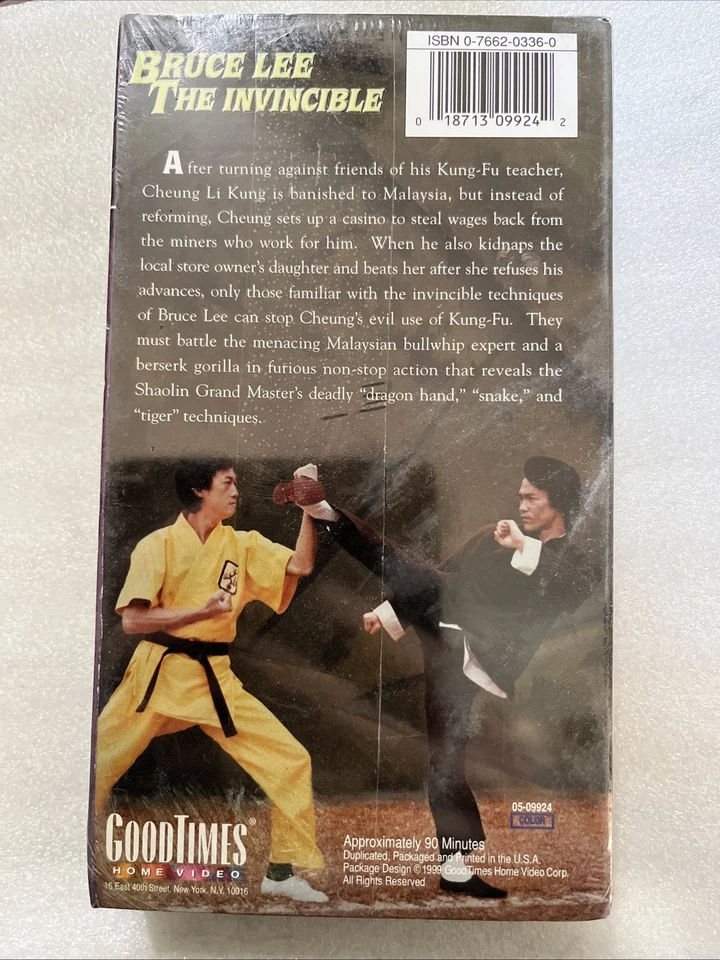 BRUCE LEE
THE INVINCIBLE
ISBN 0-7662-0336-0
0 18713 09924 2
After turning against friends of his Kung-Fu teacher,
Cheung Li Kung is banished to Malaysia, but instead of
reforming, Cheung sets up a casino to steal wages back from
the miners who work for him. When he also kidnaps the
local store owner's daughter and beats her after she refuses his
advances, only those familiar with the invincible techniques
of Bruce Lee can stop Cheung's evil use of Kung-Fu. They
must battle the menacing Malaysian bullwhip expert and a
berserk gorilla in furious non-stop action that reveals the
Shaolin Grand Master's deadly "dragon hand," "snake," and
"tiger" techniques.
05-09924
COLOR
GOODTIMES®
HOME VIDEO
16 East 40th Street, New York, N.Y. 10016
Approximately 90 Minutes
Duplicated, Packaged and Printed in the U.S.A.
Package Design ©1999 GoodTimes Home Video Corp.
All Rights Reserved